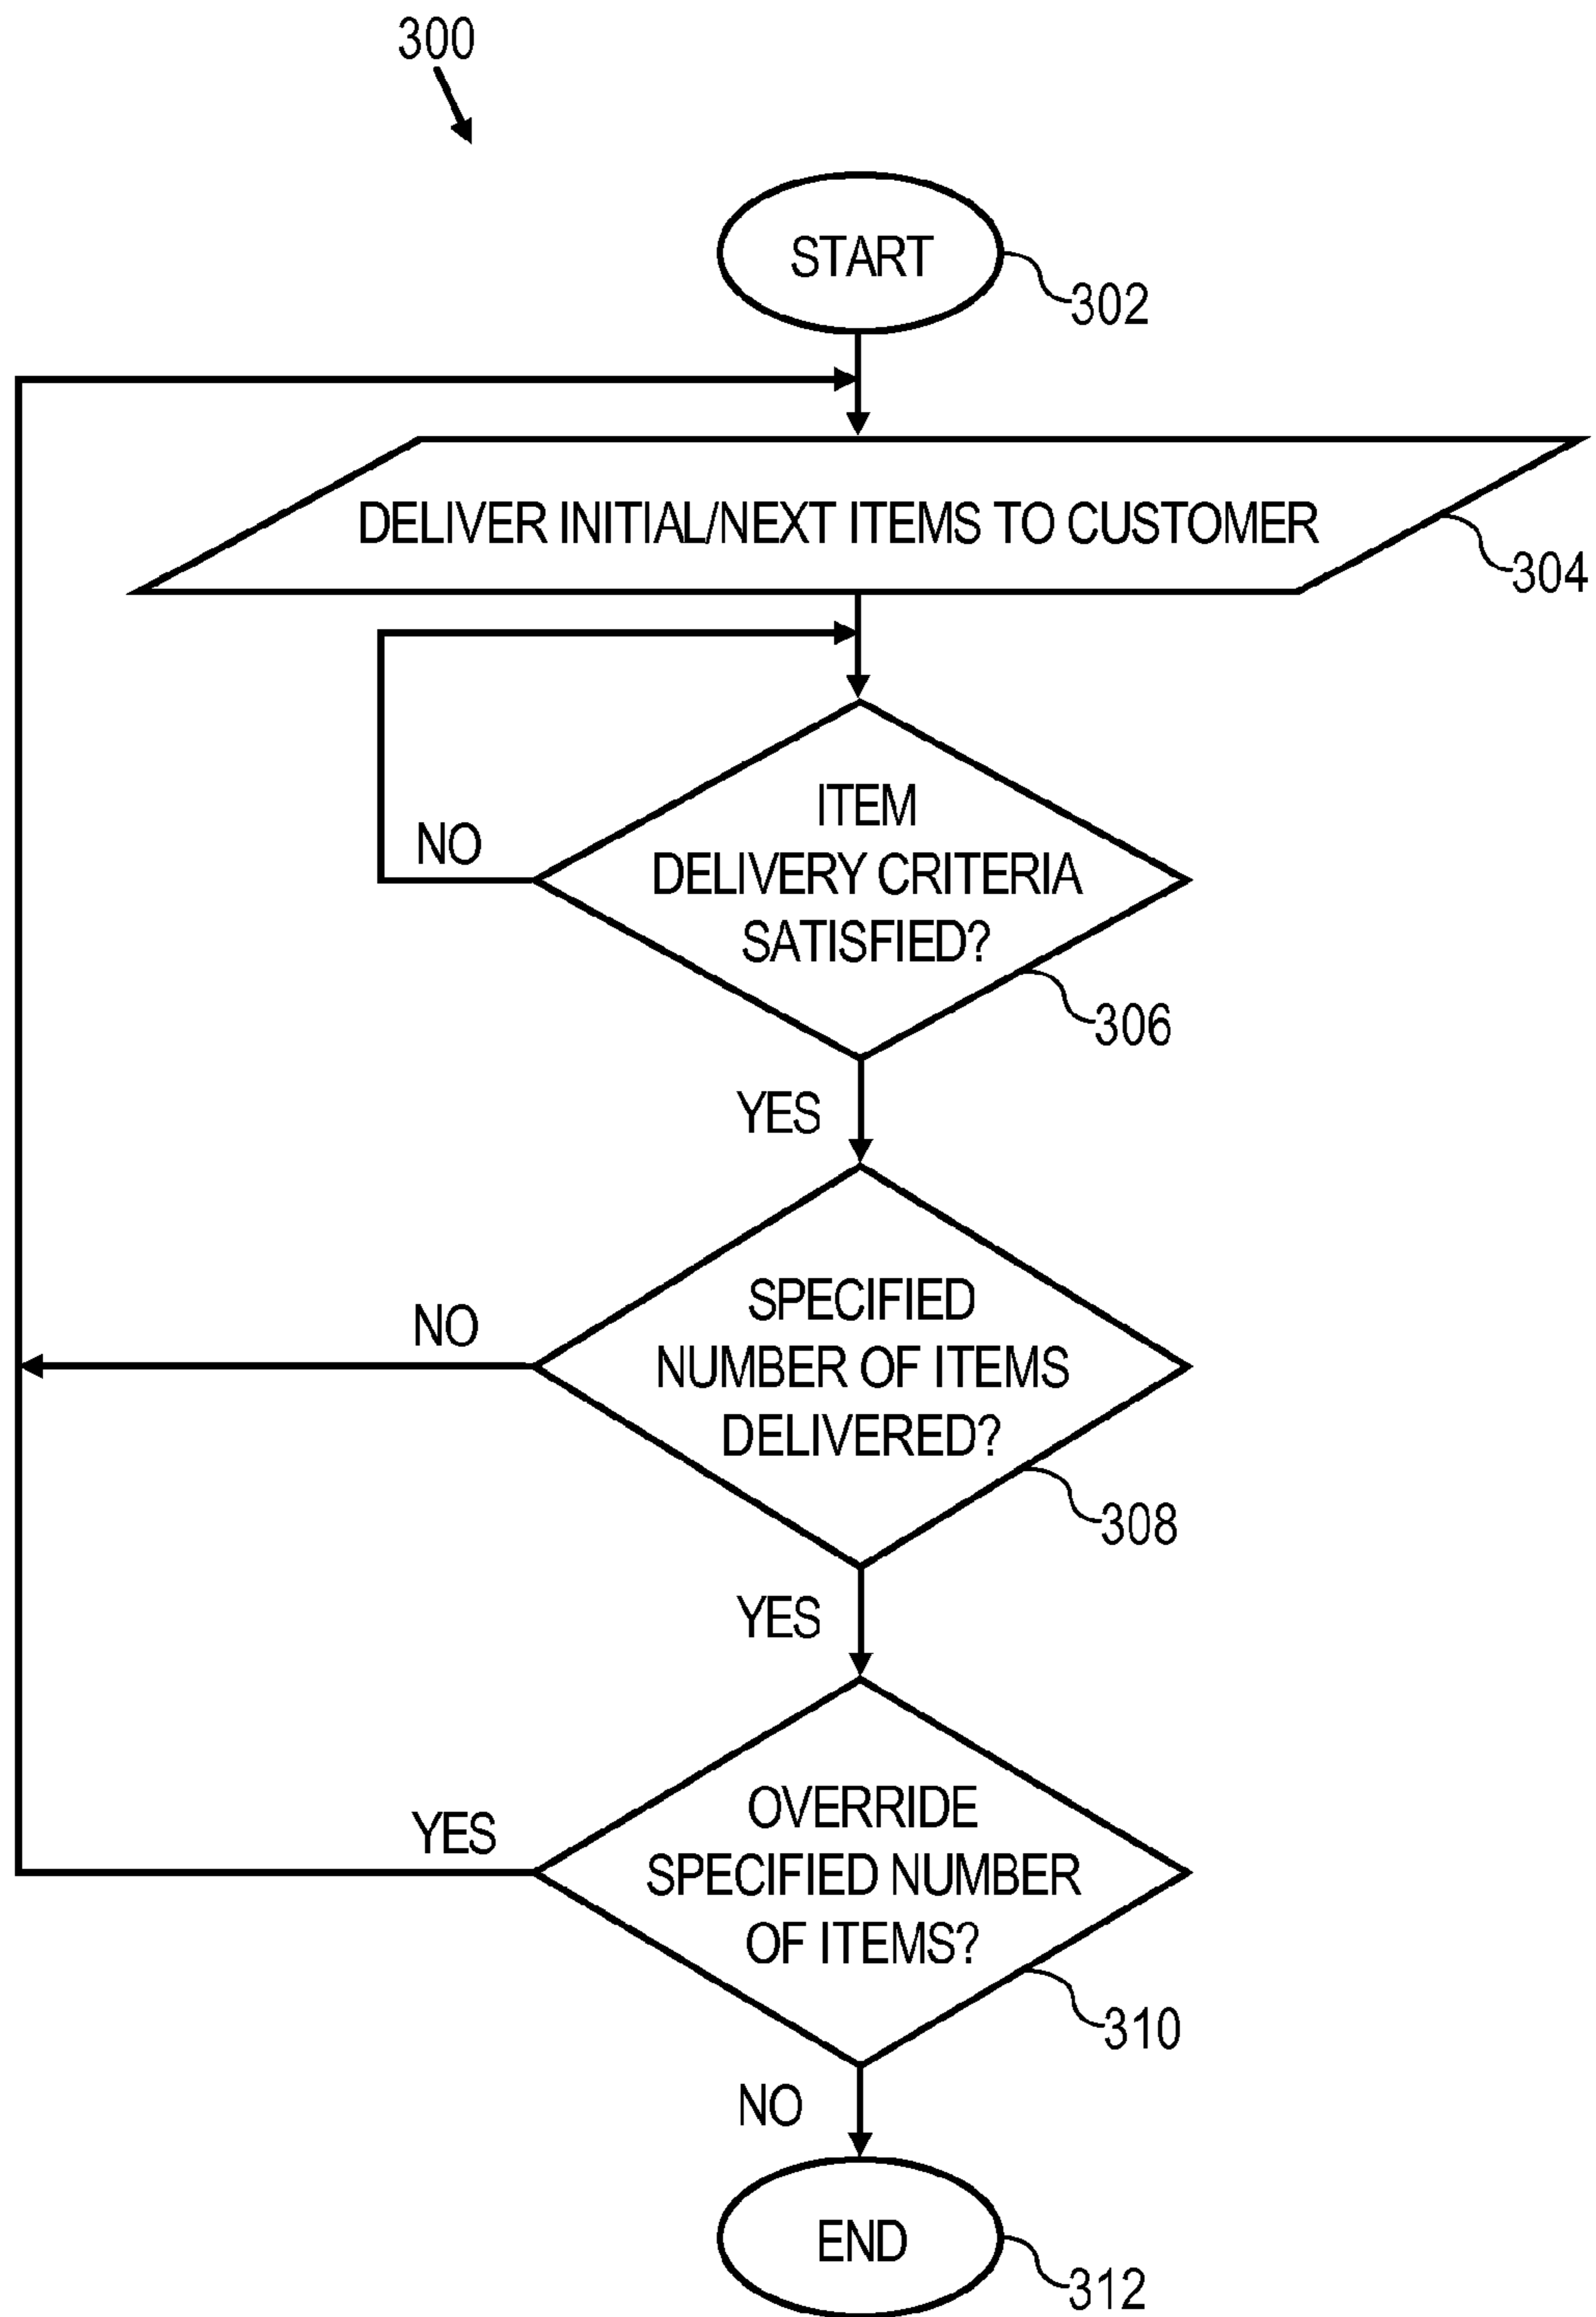 300
START
302
DELIVER INITIAL/NEXT ITEMS TO CUSTOMER
304
ITEM
NO
DELIVERY CRITERIA
SATISFIED?
306
YES
SPECIFIED
NO
NUMBER OF ITEMS
DELIVERED?
308
YES
OVERRIDE
YES
SPECIFIED NUMBER
OF ITEMS?
310
NO
END
312